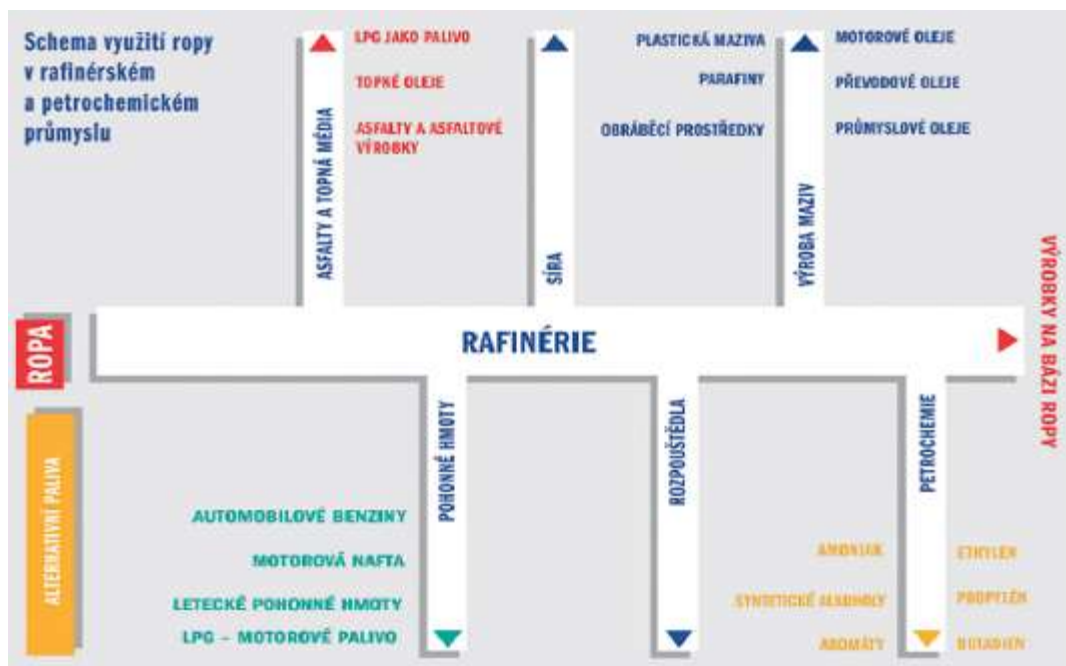 Schema využití ropy
v rafinérském
a petrochemickém
průmyslu
LPG JAKO PALIVO
TOPKÉ OLEJE
ASFALTY A ASFALTOVÉ
VÝROBKY
ASFALTY A TOPNÁ MÉDIA
SÍRA
PLASTICKÁ MAZIVA
PARAFINY
OBRÁBĚCÍ PROSTŘEDKY
VÝROBA MAZIV
MOTOROVÉ OLEJE
PŘEVODOVÉ OLEJE
PRŮMYSLOVÉ OLEJE
ROPA
RAFINÉRIE
VÝROBKY NA BÁZI ROPY
ALTERNATIVNÍ PALIVA
POHONNÉ HMOTY
AUTOMOBILOVÉ BENZINY
MOTOROVÁ NAFTA
LETECKÉ POHONNÉ HMOTY
LPG – MOTOROVÉ PALIVO
ROZPOUŠTĚDLA
PETROCHEMIE
AMONIAK
SYNTETICKÉ ALKOHOLY
AROMÁTY
ETHYLÉN
PROPYLÉN
BUTADIEN